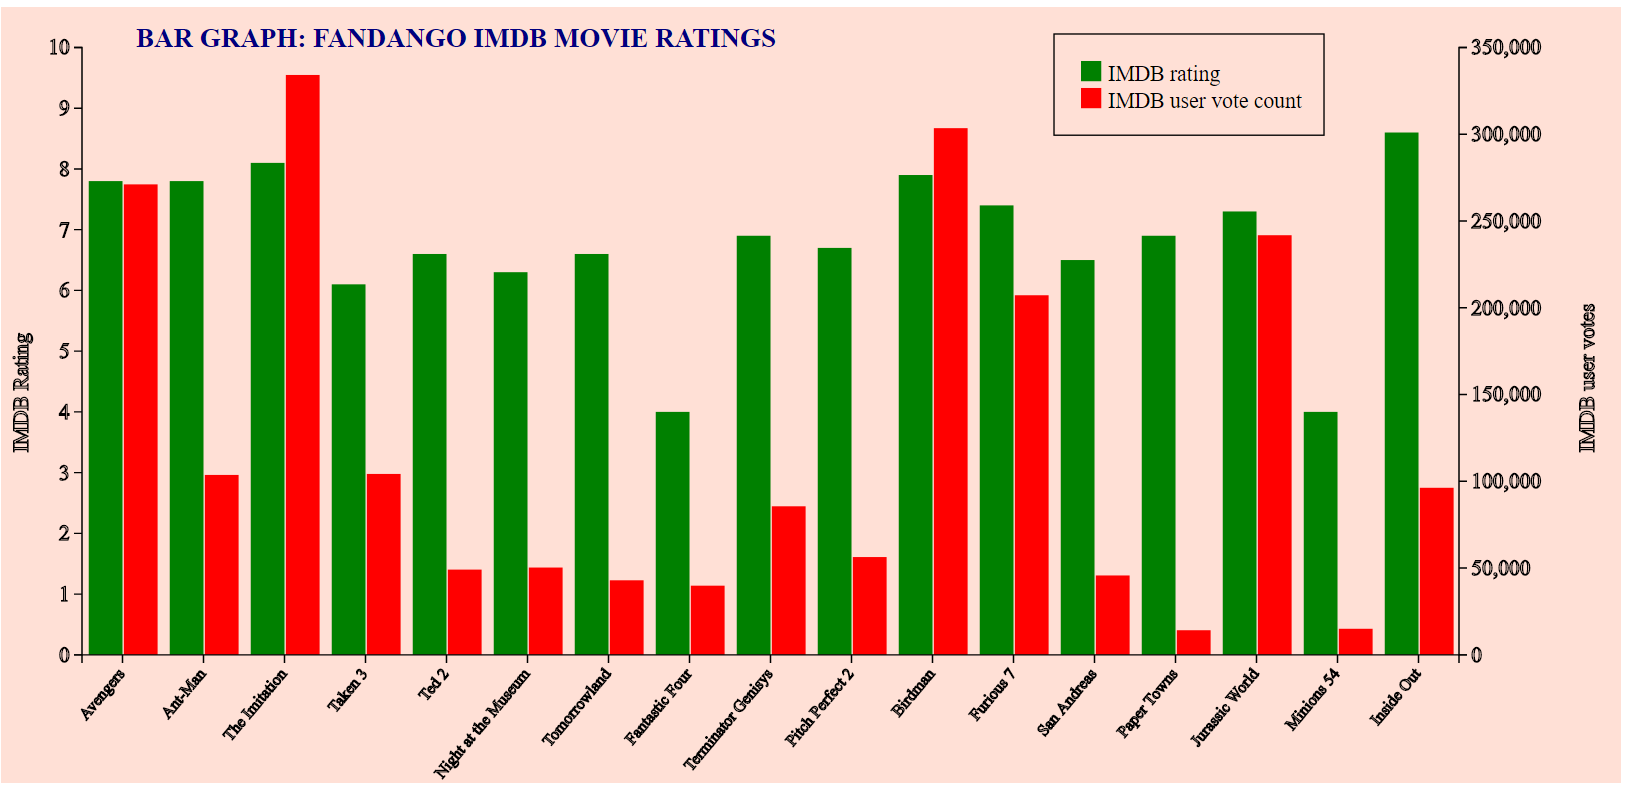 BAR GRAPH: FANDANGO IMDB MOVIE RATINGS
IMDB rating
IMDB user vote count
10
9
8
7
6
5
4
3
2
1
0
IMDB Rating
350,000
300,000
250,000
200,000
150,000
100,000
50,000
0
IMDB user votes
Avengers
Ant-Man
The Imitation
Taken 3
Ted 2
Night at the Museum
Tomorrowland
Fantastic Four
Terminator Genisys
Pitch Perfect 2
Birdman
Furious 7
San Andreas
Paper Towns
Jurassic World
Minions 54
Inside Out